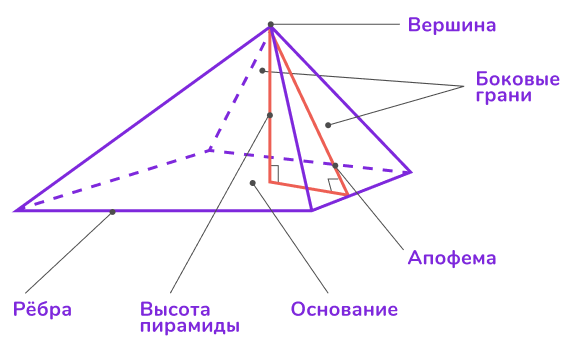 Вершина
Боковые
грани
Апофема
Рёбра
Высота
пирамиды
Основание